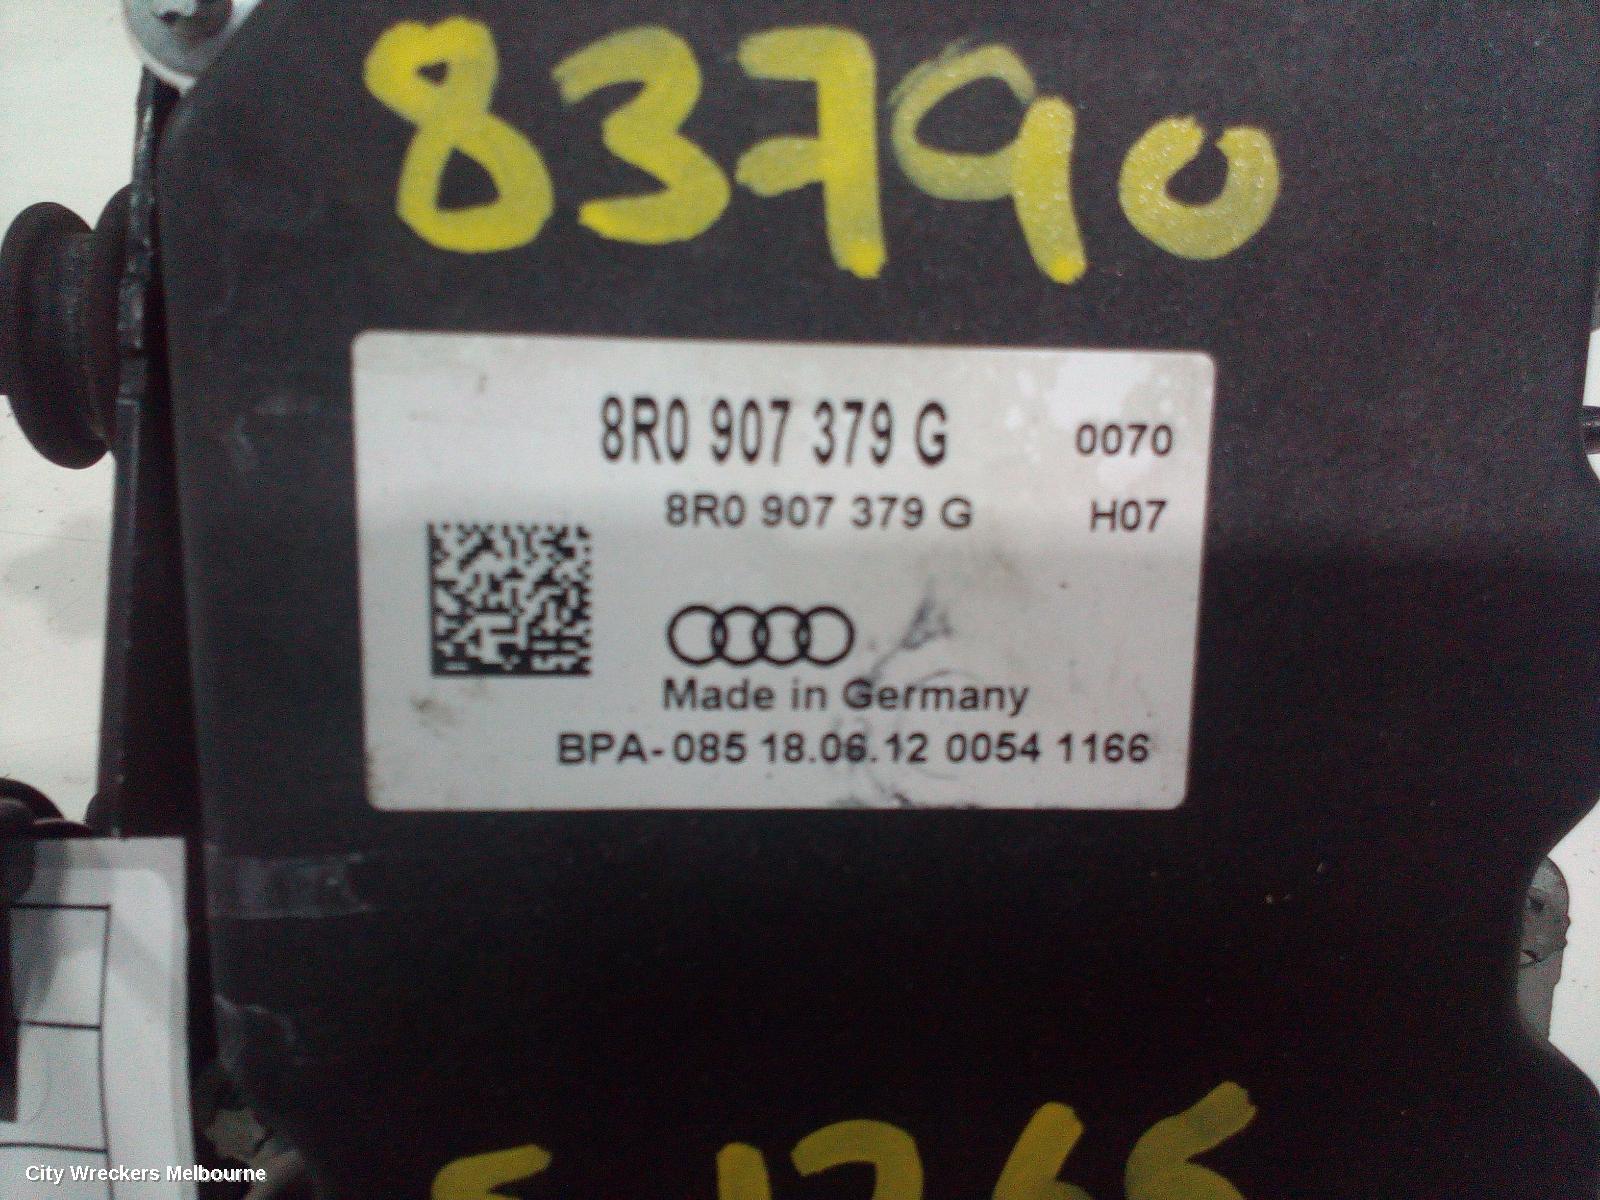 83790
8R0 907 379 G 0070
8R0 907 379 G H07
Made in Germany
BPA-085 18.06.12 0054 1166
City Wreckers Melbourne